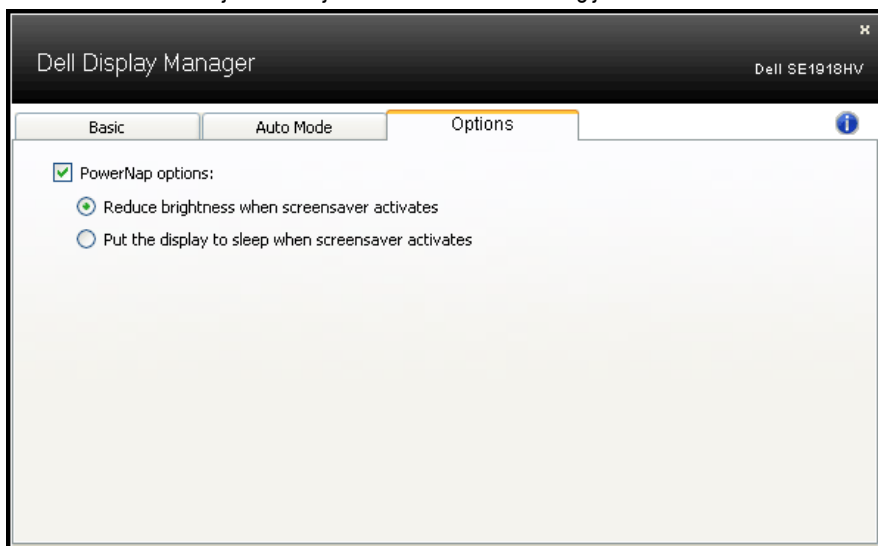 Dell Display Manager
Dell SE1918HV
Basic
Auto Mode
Options
PowerNap options:
Reduce brightness when screensaver activates
Put the display to sleep when screensaver activates